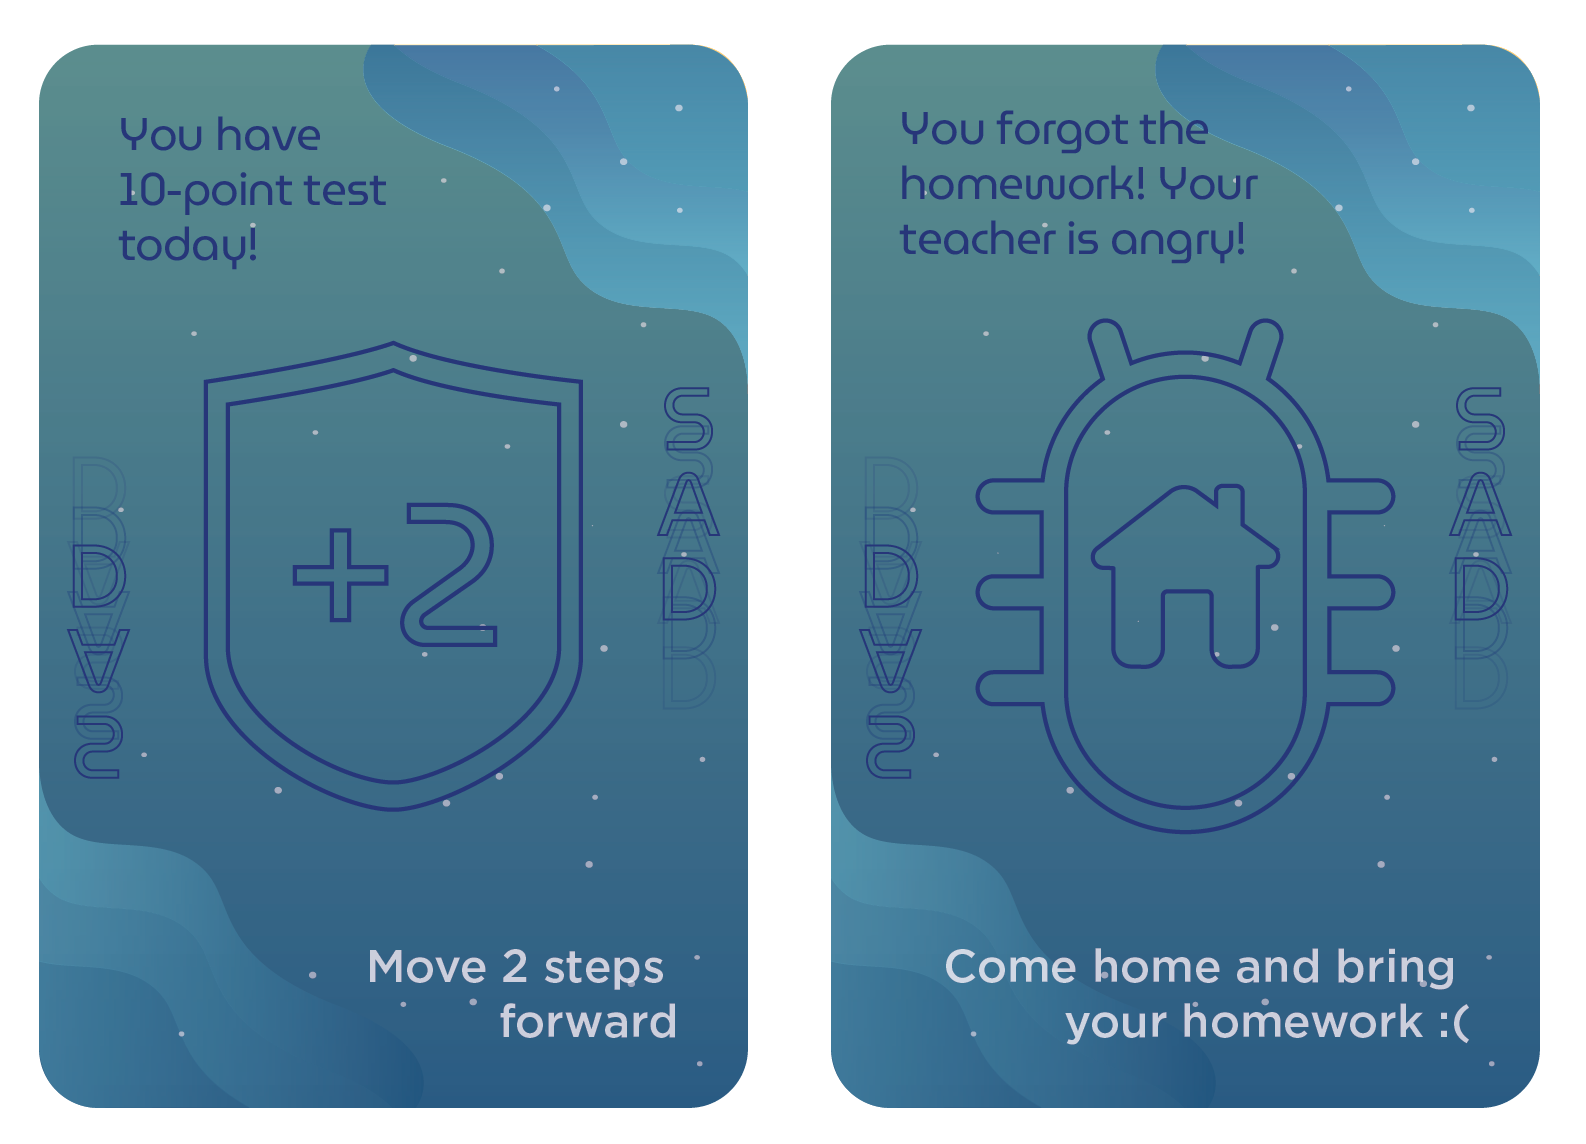 You have
10-point test
today!
SAD
+2
SAD
Move 2 steps
forward
You forgot the
homework! Your
teacher is angry!
SAD
SAD
Come home and bring
your homework :(